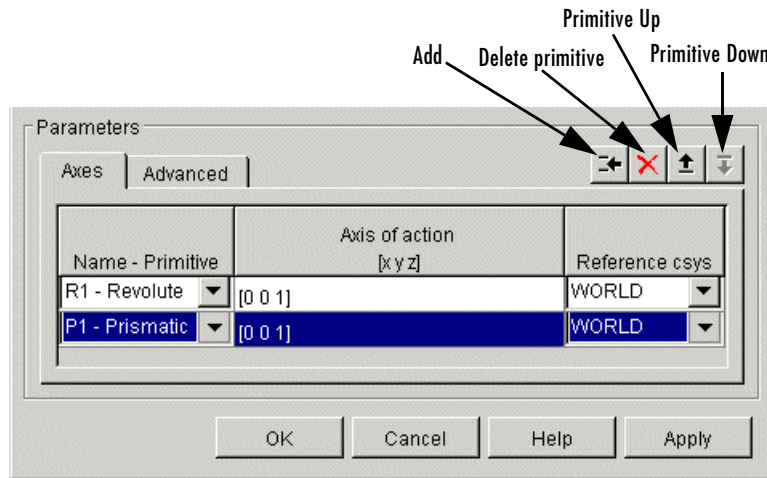 Primitive Up
Add
Delete primitive
Primitive Down
Parameters
Axes
Advanced
Name - Primitive
Axis of action
[x y z]
Reference csys
R1 - Revolute
[0 0 1]
WORLD
P1 - Prismatic
[0 0 1]
WORLD
OK
Cancel
Help
Apply